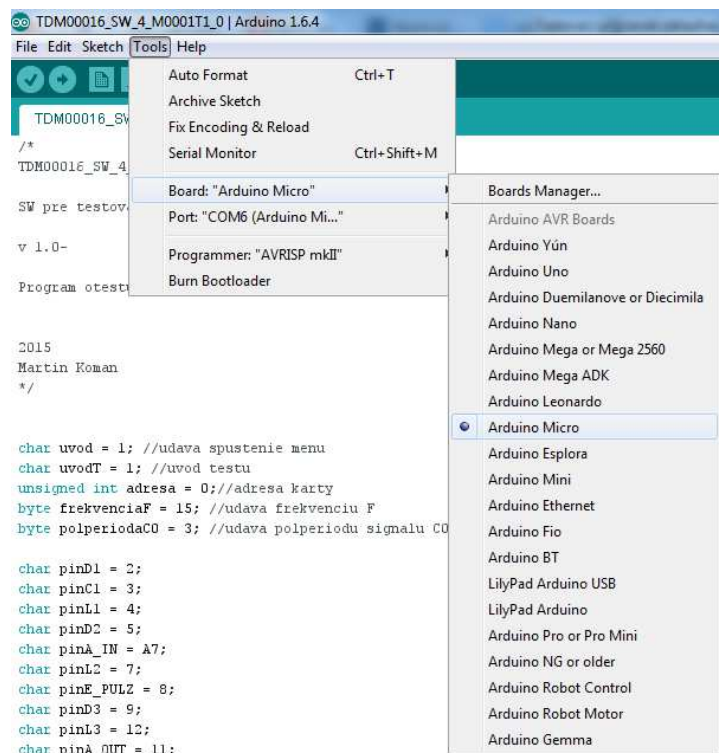 TDM00016_SW_4_M0001T1_0 | Arduino 1.6.4
File Edit Sketch Tools Help
TDM00016_SW
Auto Format Ctrl+T
Archive Sketch
Fix Encoding & Reload
Serial Monitor Ctrl+Shift+M
Board: "Arduino Micro"
Port: "COM6 (Arduino Mi..."
Programmer: "AVRISP mkII"
Burn Bootloader
Boards Manager...
Arduino AVR Boards
Arduino Yún
Arduino Uno
Arduino Duemilanove or Diecimila
Arduino Nano
Arduino Mega or Mega 2560
Arduino Mega ADK
Arduino Leonardo
Arduino Micro
Arduino Esplora
Arduino Mini
Arduino Ethernet
Arduino Fio
Arduino BT
LilyPad Arduino USB
LilyPad Arduino
Arduino Pro or Pro Mini
Arduino NG or older
Arduino Robot Control
Arduino Robot Motor
Arduino Gemma
/*
TDM00016_SW_4
SW pre testov
v 1.0-
Program otest
2015
Martin Koman
*/
char uvod = 1; //udava spustenie menu
char uvodT = 1; //uvod testu
unsigned int adresa = 0;//adresa karty
byte frekvenciaF = 15; //udava frekvenciu F
byte polperiodaC0 = 3; //udava polperiodu signalu C0
char pinD1 = 2;
char pinC1 = 3;
char pinL1 = 4;
char pinD2 = 5;
char pinA_IN = A7;
char pinL2 = 7;
char pinE_PULZ = 8;
char pinD3 = 9;
char pinL3 = 12;
char pinA_OUT = 11;